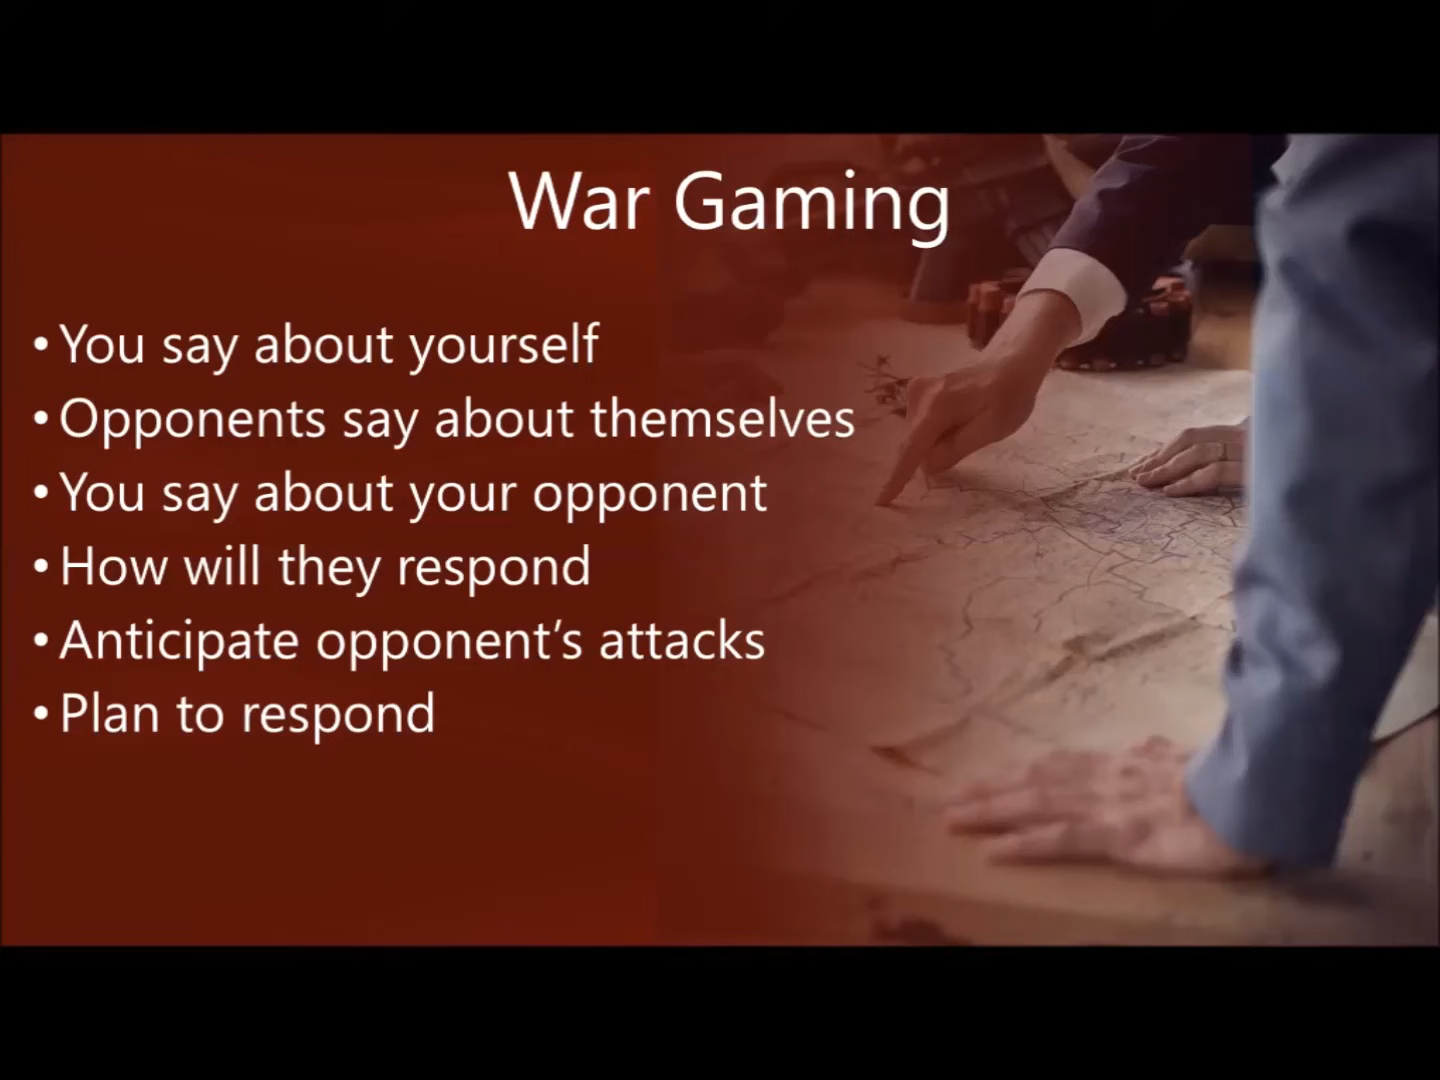 War Gaming
• You say about yourself
• Opponents say about themselves
• You say about your opponent
• How will they respond
• Anticipate opponent's attacks
• Plan to respond